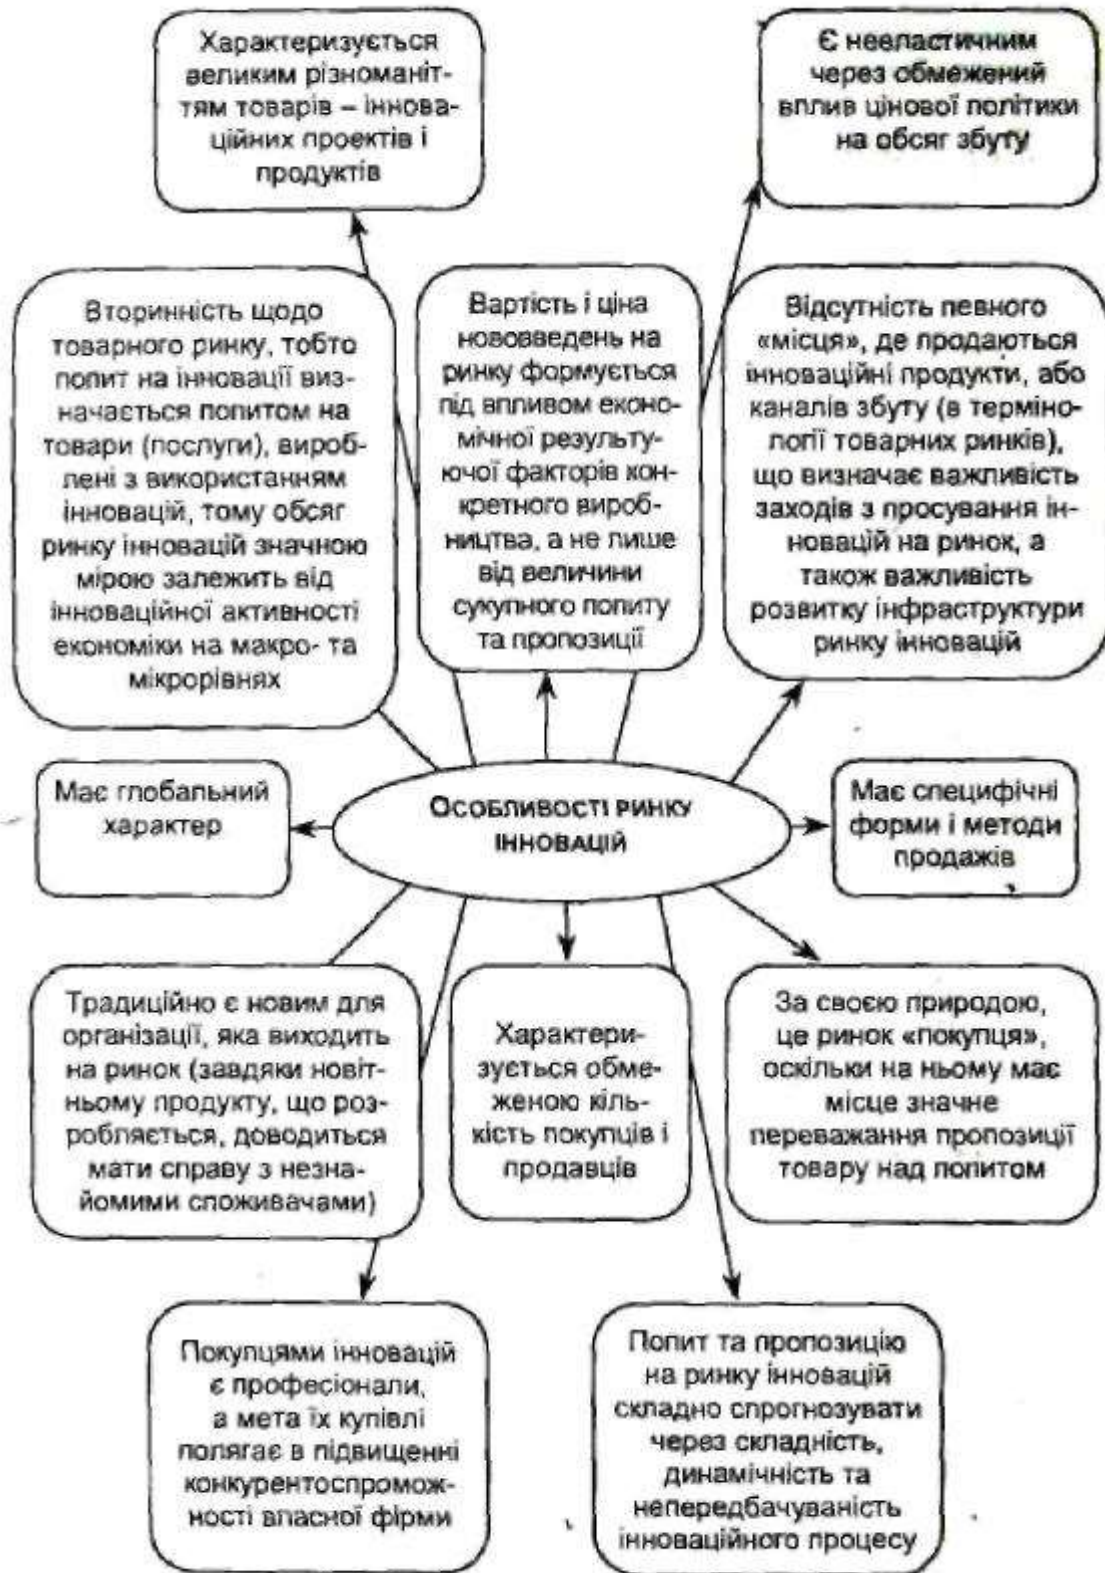 Характеризується
великим різноманіт-
тям товарів – іннова-
ційних проектів і
продуктів
Є нееластичним
через обмежений
вплив цінової політики
на обсяг збуту
Вторинність щодо
товарного ринку, тобто
попит на інновації виз-
начається попитом на
товари (послуги), вироб-
лені з використанням
інновацій, тому обсяг
ринку інновацій значною
мірою залежить від
інноваційної активності
економіки на макро- та
мікрорівнях
Вартість і ціна
нововведень на
ринку формується
під впливом еконо-
мічної результу-
ючої факторів кон-
кретного вироб-
ництва, а не лише
від величини
сукупного попиту
та пропозиції
Відсутність певного
«місця», де продаються
інноваційні продукти, або
каналів збуту (в терміно-
логії товарних ринків),
що визначає важливість
заходів з просування ін-
новацій на ринок, а
також важливість
розвитку інфраструктури
ринку інновацій
Має глобальний
характер
ОСОБЛИВОСТІ РИНКУ
ІННОВАЦІЙ
Має специфічні
форми і методи
продажів
Традиційно є новим для
організації, яка виходить
на ринок (завдяки новіт-
ньому продукту, що роз-
робляється, доводиться
мати справу з незна-
йомими споживачами)
Характери-
зується обме-
женою кіль-
кість покупців і
продавців
За своєю природою,
це ринок «покупця»,
оскільки на ньому має
місце значне
переважання пропозиції
товару над попитом
Покупцями інновацій
є професіонали,
а мета їх купівлі
полягає в підвищенні
конкурентоспромож-
ності власної фірми
Попит та пропозицію
на ринку інновацій
складно спрогнозувати
через складність,
динамічність та
непередбачуваність
інноваційного процесу